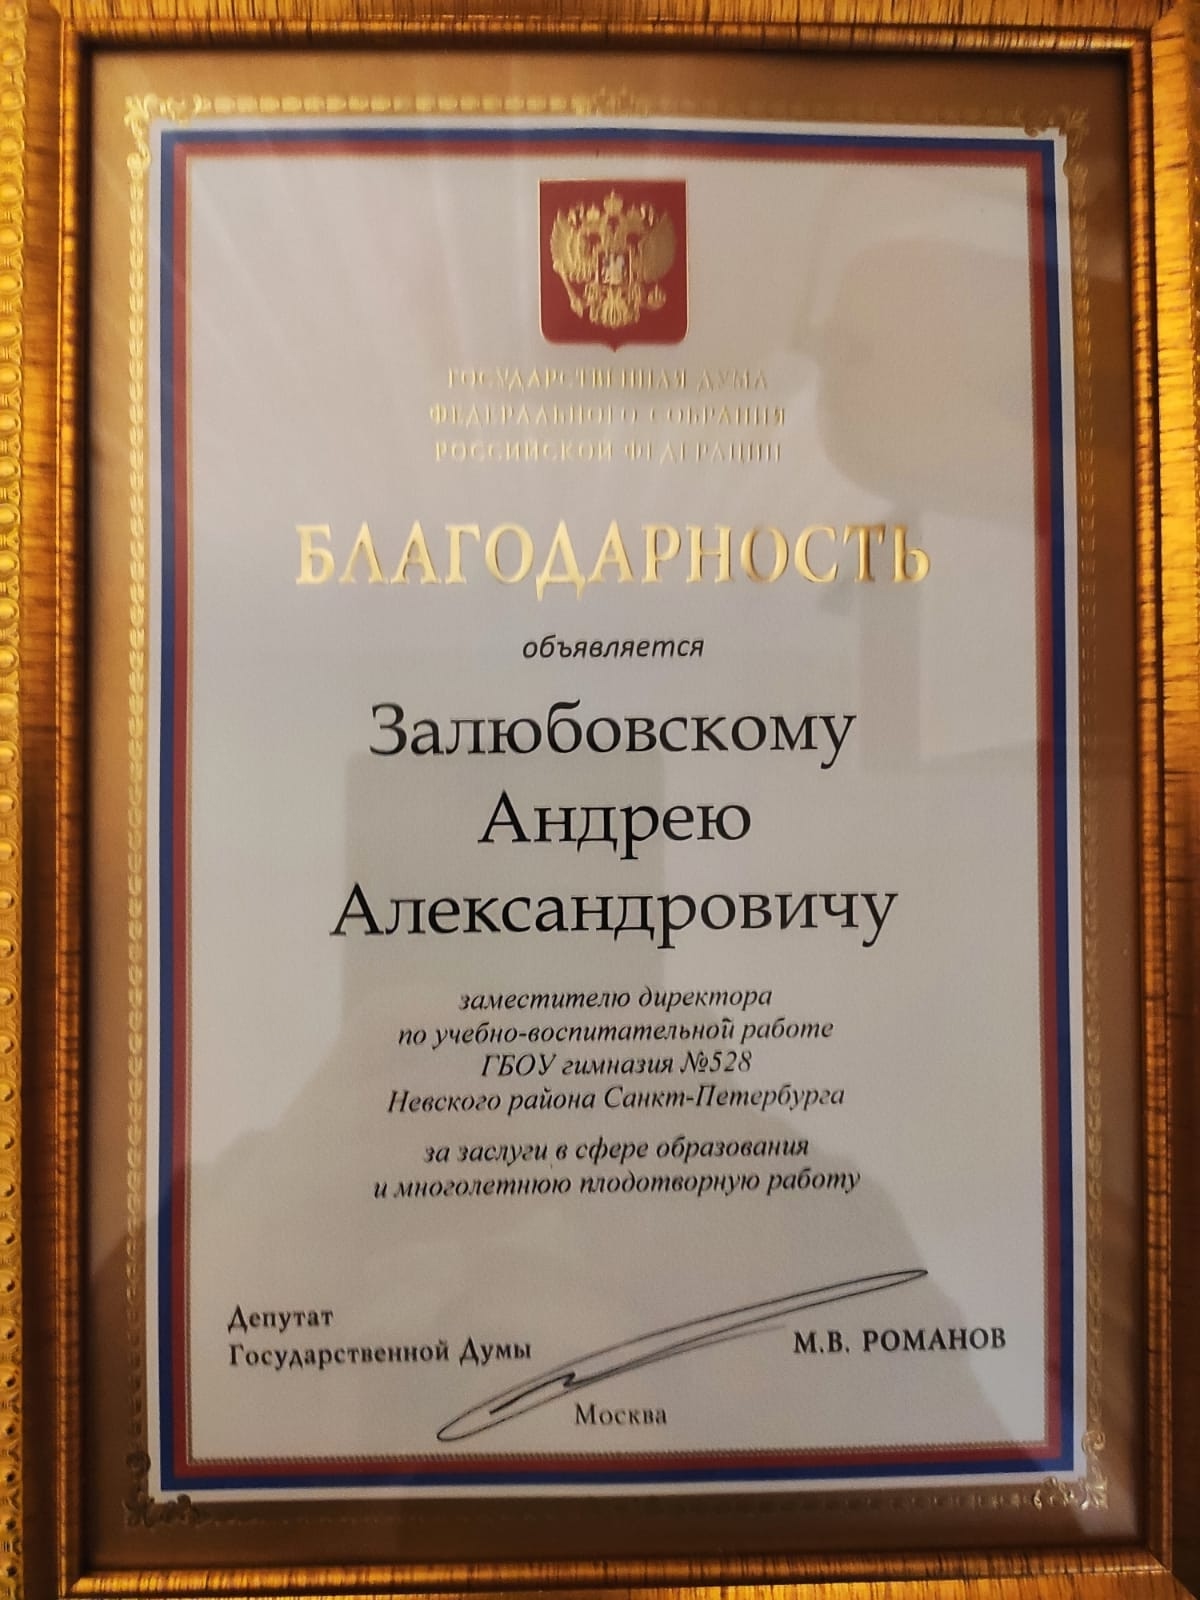 ГОСУДАРСТВЕННАЯ ДУМА
ФЕДЕРАЛЬНОГО СОБРАНИЯ
РОССИЙСКОЙ ФЕДЕРАЦИИ
БЛАГОДАРНОСТЬ
объявляется
Залюбовскому
Андрею
Александровичу
заместителю директора
по учебно-воспитательной работе
ГБОУ гимназия №528
Невского района Санкт-Петербурга
за заслуги в сфере образования
и многолетнюю плодотворную работу
Депутат
Государственной Думы
М.В. РОМАНОВ
Москва